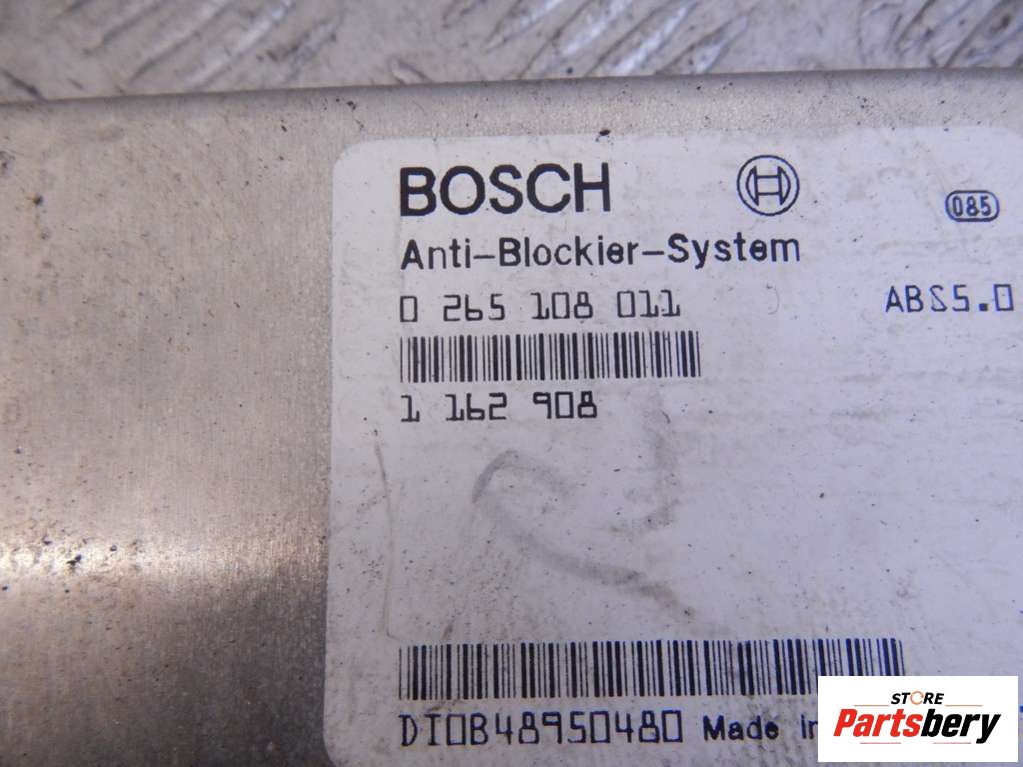 BOSCH
085
Anti-Blockier-System
0 265 108 011 ABS5.0
1 162 908
DI0B48950480 Made in
STORE
Partsbery